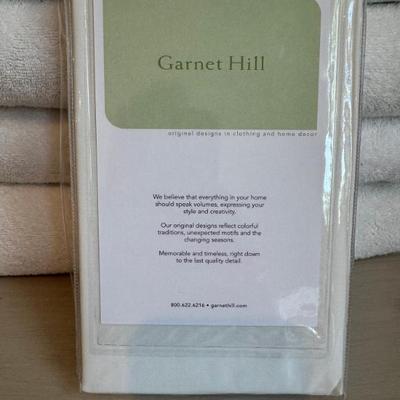 Garnet Hill
original designs in clothing and home decor
We believe that everything in your home
should speak volumes, expressing your
style and creativity.
Our original designs reflect colorful
traditions, unexpected motifs and the
changing seasons.
Memorable and timeless, right down
to the last quality detail.
800.622.6216 • garnethill.com